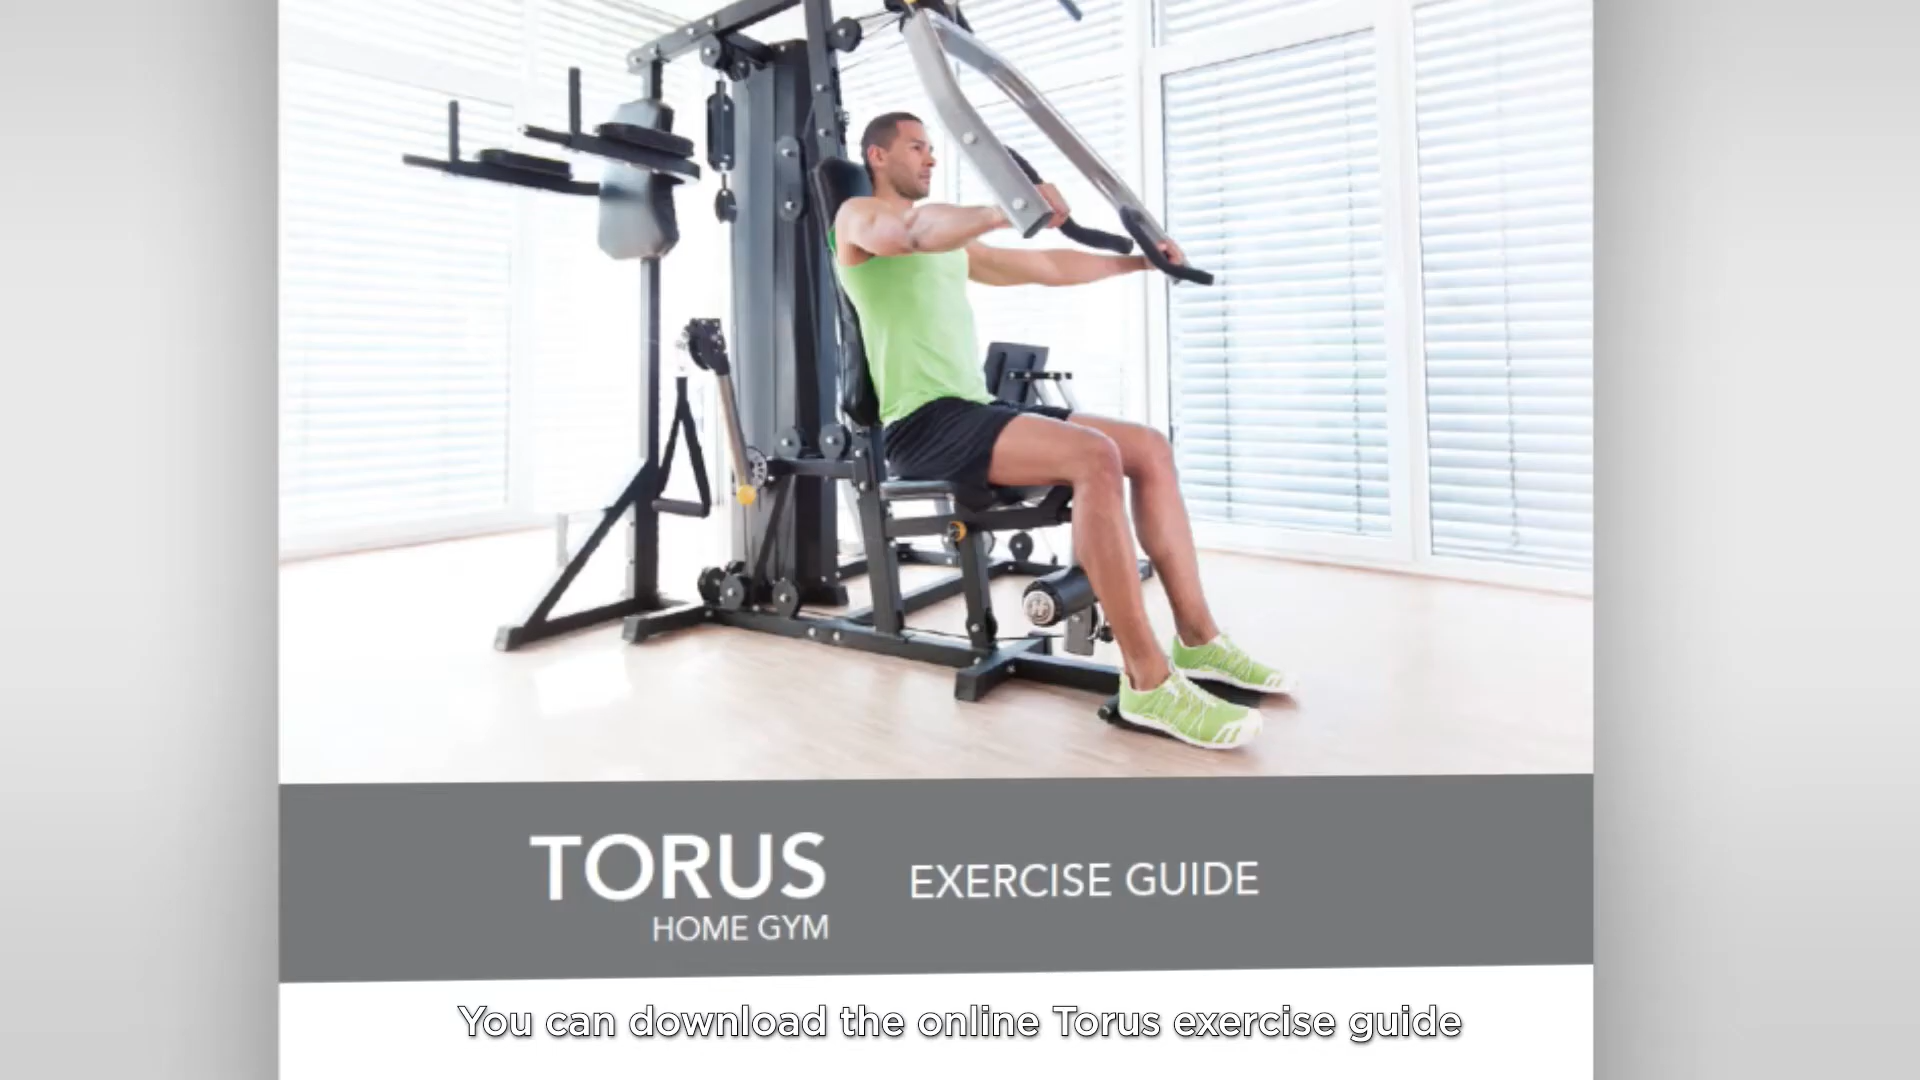 TORUS
HOME GYM
EXERCISE GUIDE
You can download the online Torus exercise guide